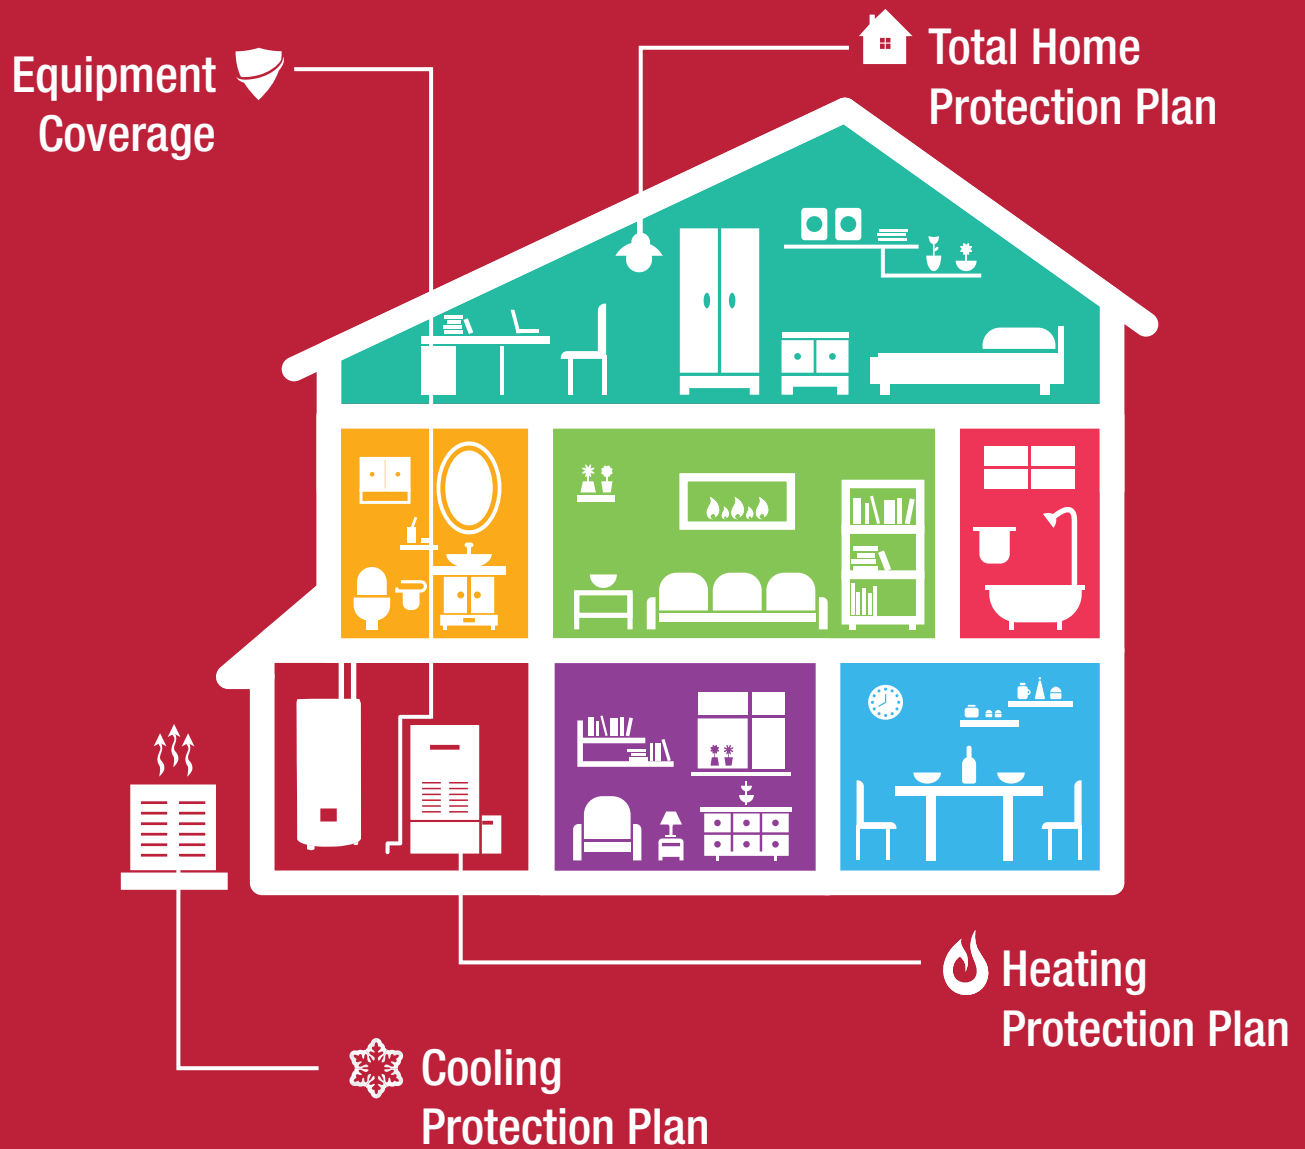 Equipment
Coverage
Total Home
Protection Plan
Heating
Protection Plan
Cooling
Protection Plan